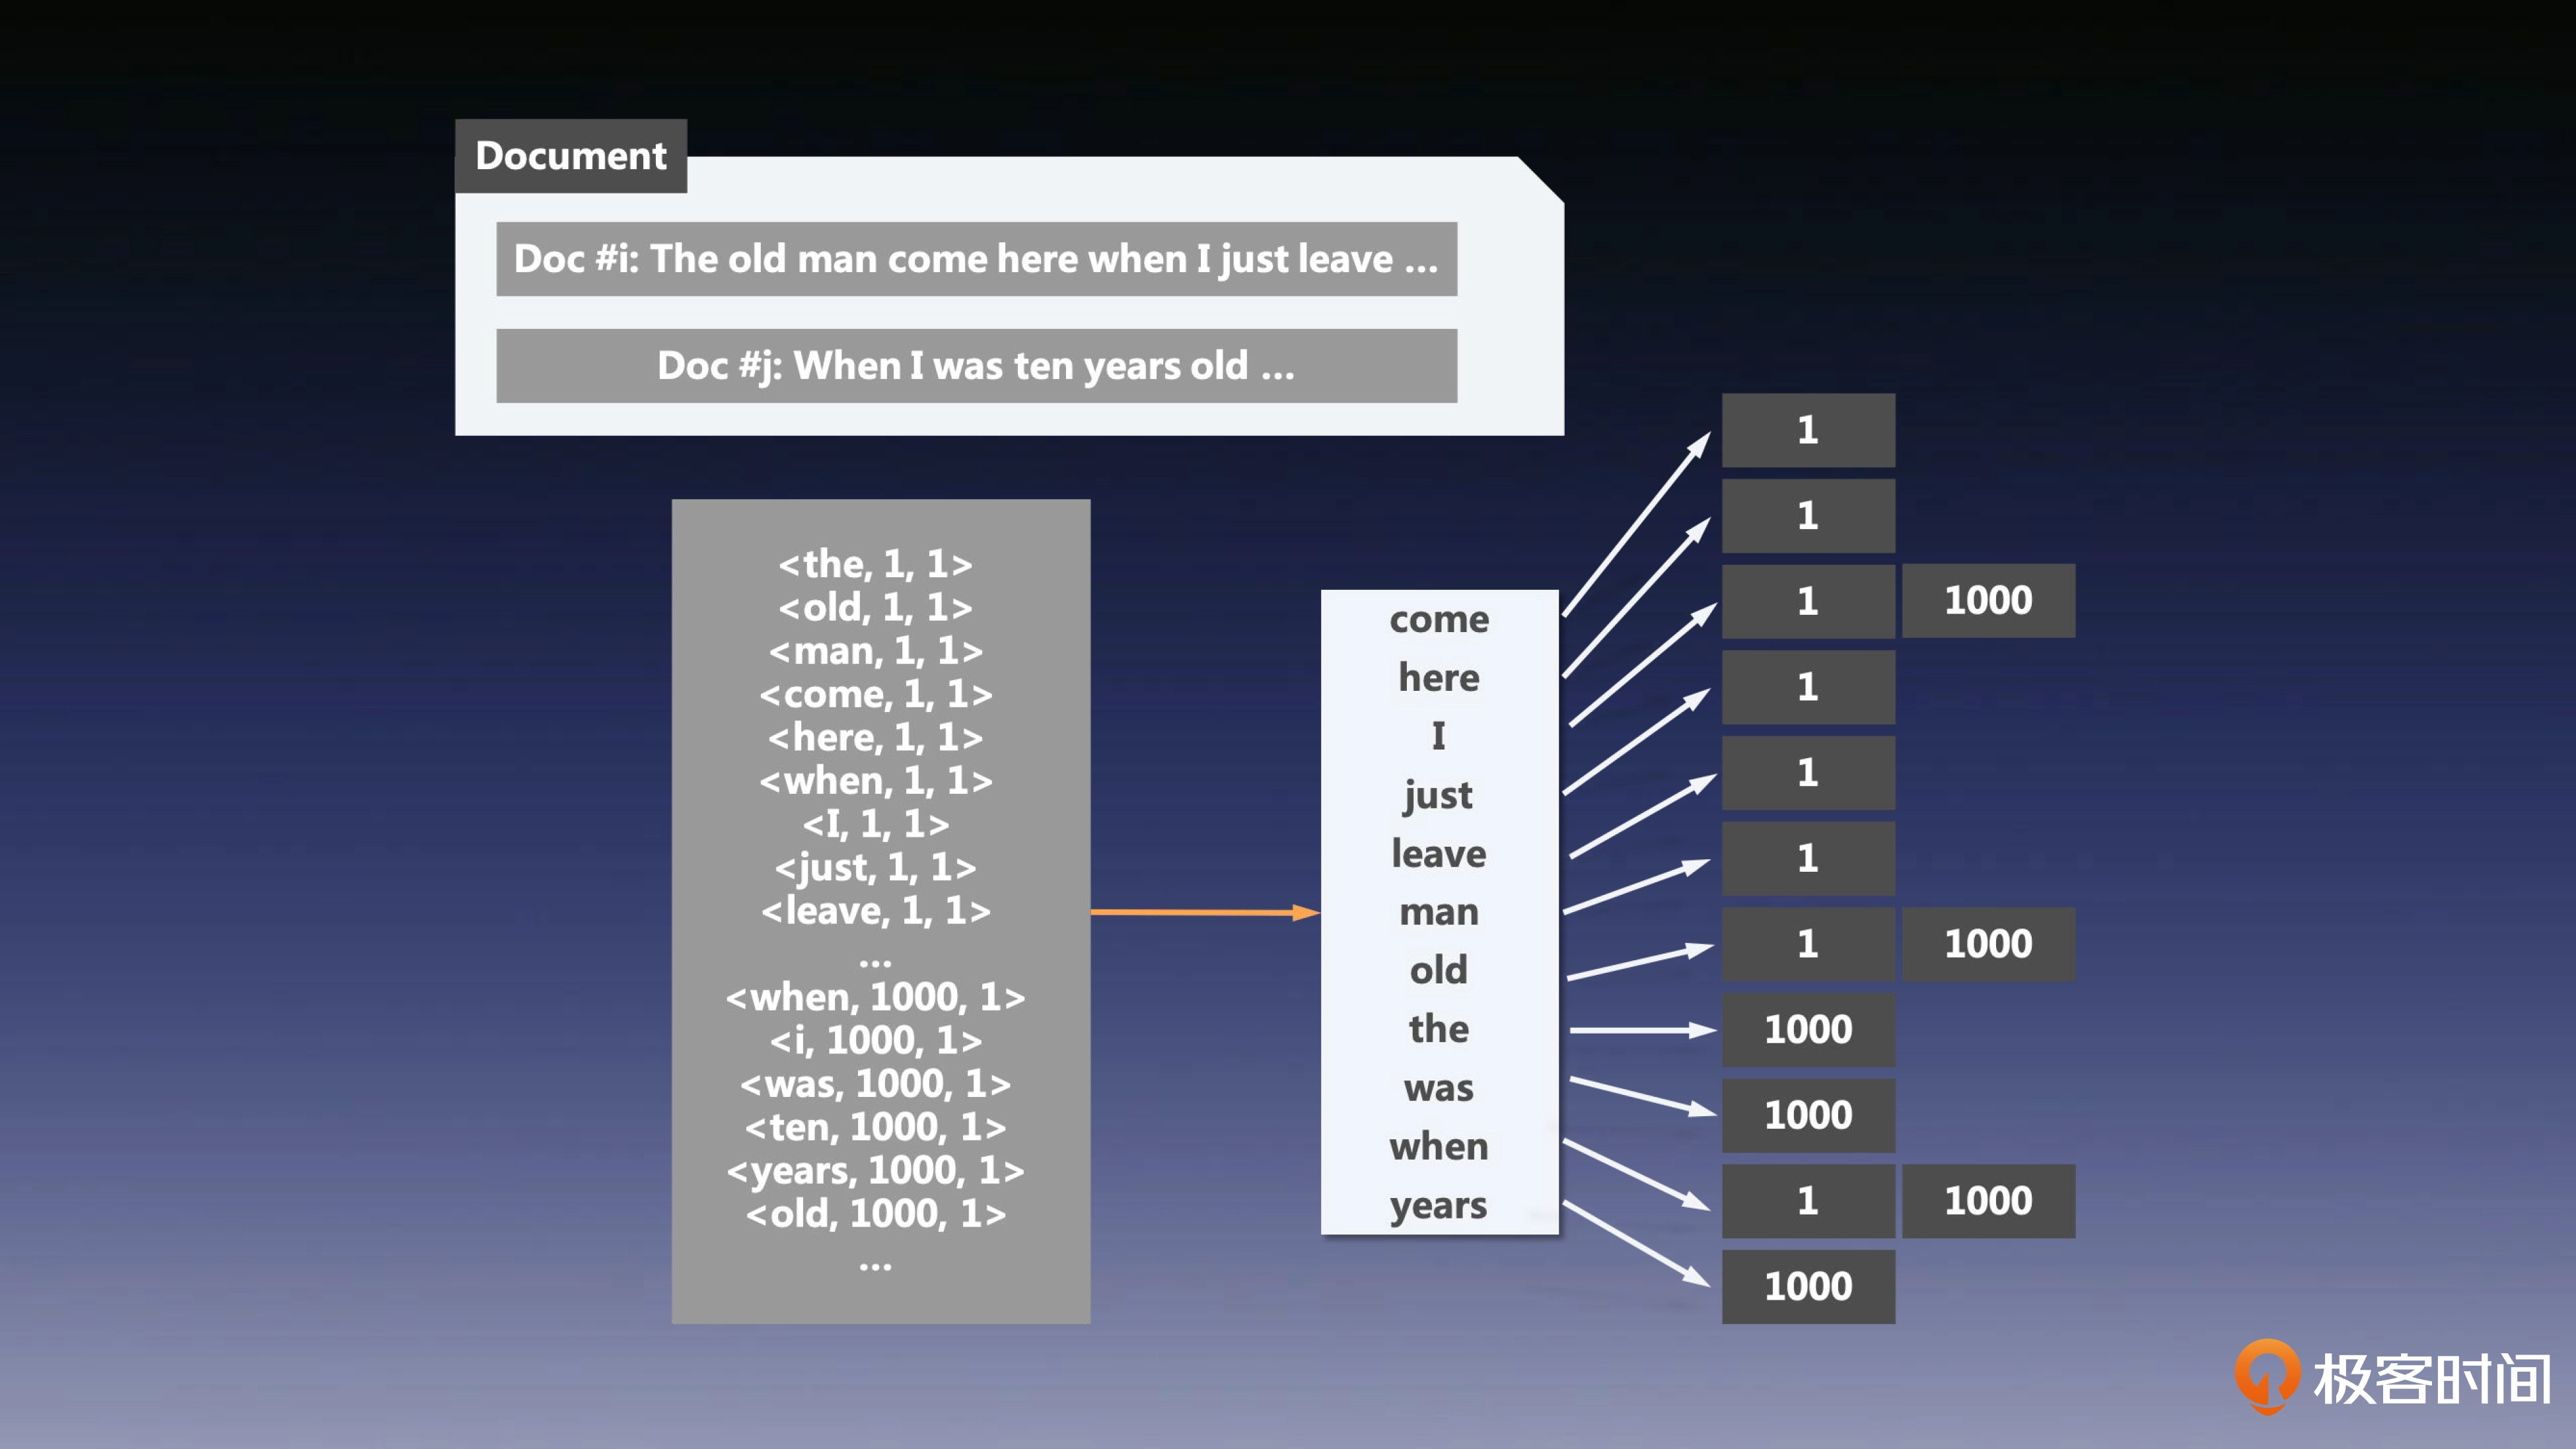 Document
Doc #i: The old man come here when I just leave ...
Doc #j: When I was ten years old ...
<the, 1, 1>
<old, 1, 1>
<man, 1, 1>
<come, 1, 1>
<here, 1, 1>
<when, 1, 1>
<I, 1, 1>
<just, 1, 1>
<leave, 1, 1>
...
<when, 1000, 1>
<i, 1000, 1>
<was, 1000, 1>
<ten, 1000, 1>
<years, 1000, 1>
<old, 1000, 1>
...
come
here
I
just
leave
man
old
the
was
when
years
1
1
1 1000
1
1
1
1 1000
1000
1000
1 1000
1000
极客时间